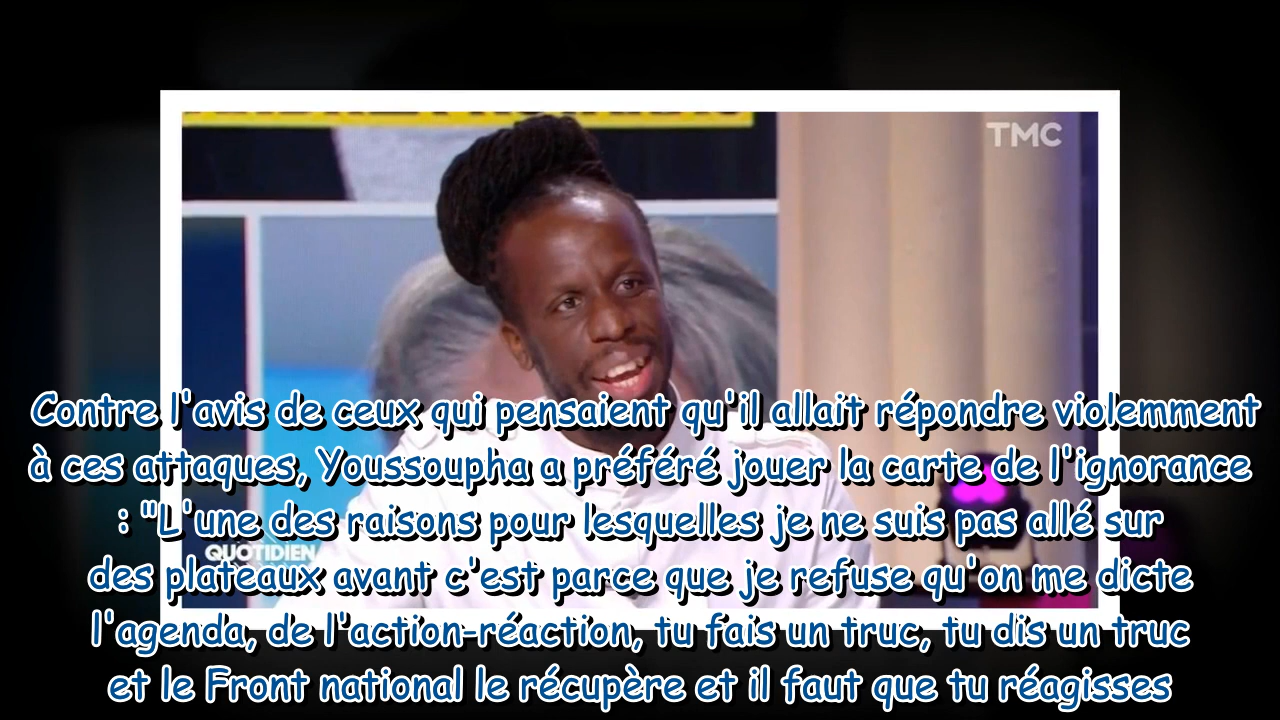 TMC
Contre l'avis de ceux qui pensaient qu'il allait répondre violemment
à ces attaques, Youssoupha a préféré jouer la carte de l'ignorance
: "L'une des raisons pour lesquelles je ne suis pas allé sur
QUOTIDIEN
des plateaux avant c'est parce que je refuse qu'on me dicte
l'agenda, de l'action-réaction, tu fais un truc, tu dis un truc
et le Front national le récupère et il faut que tu réagisses